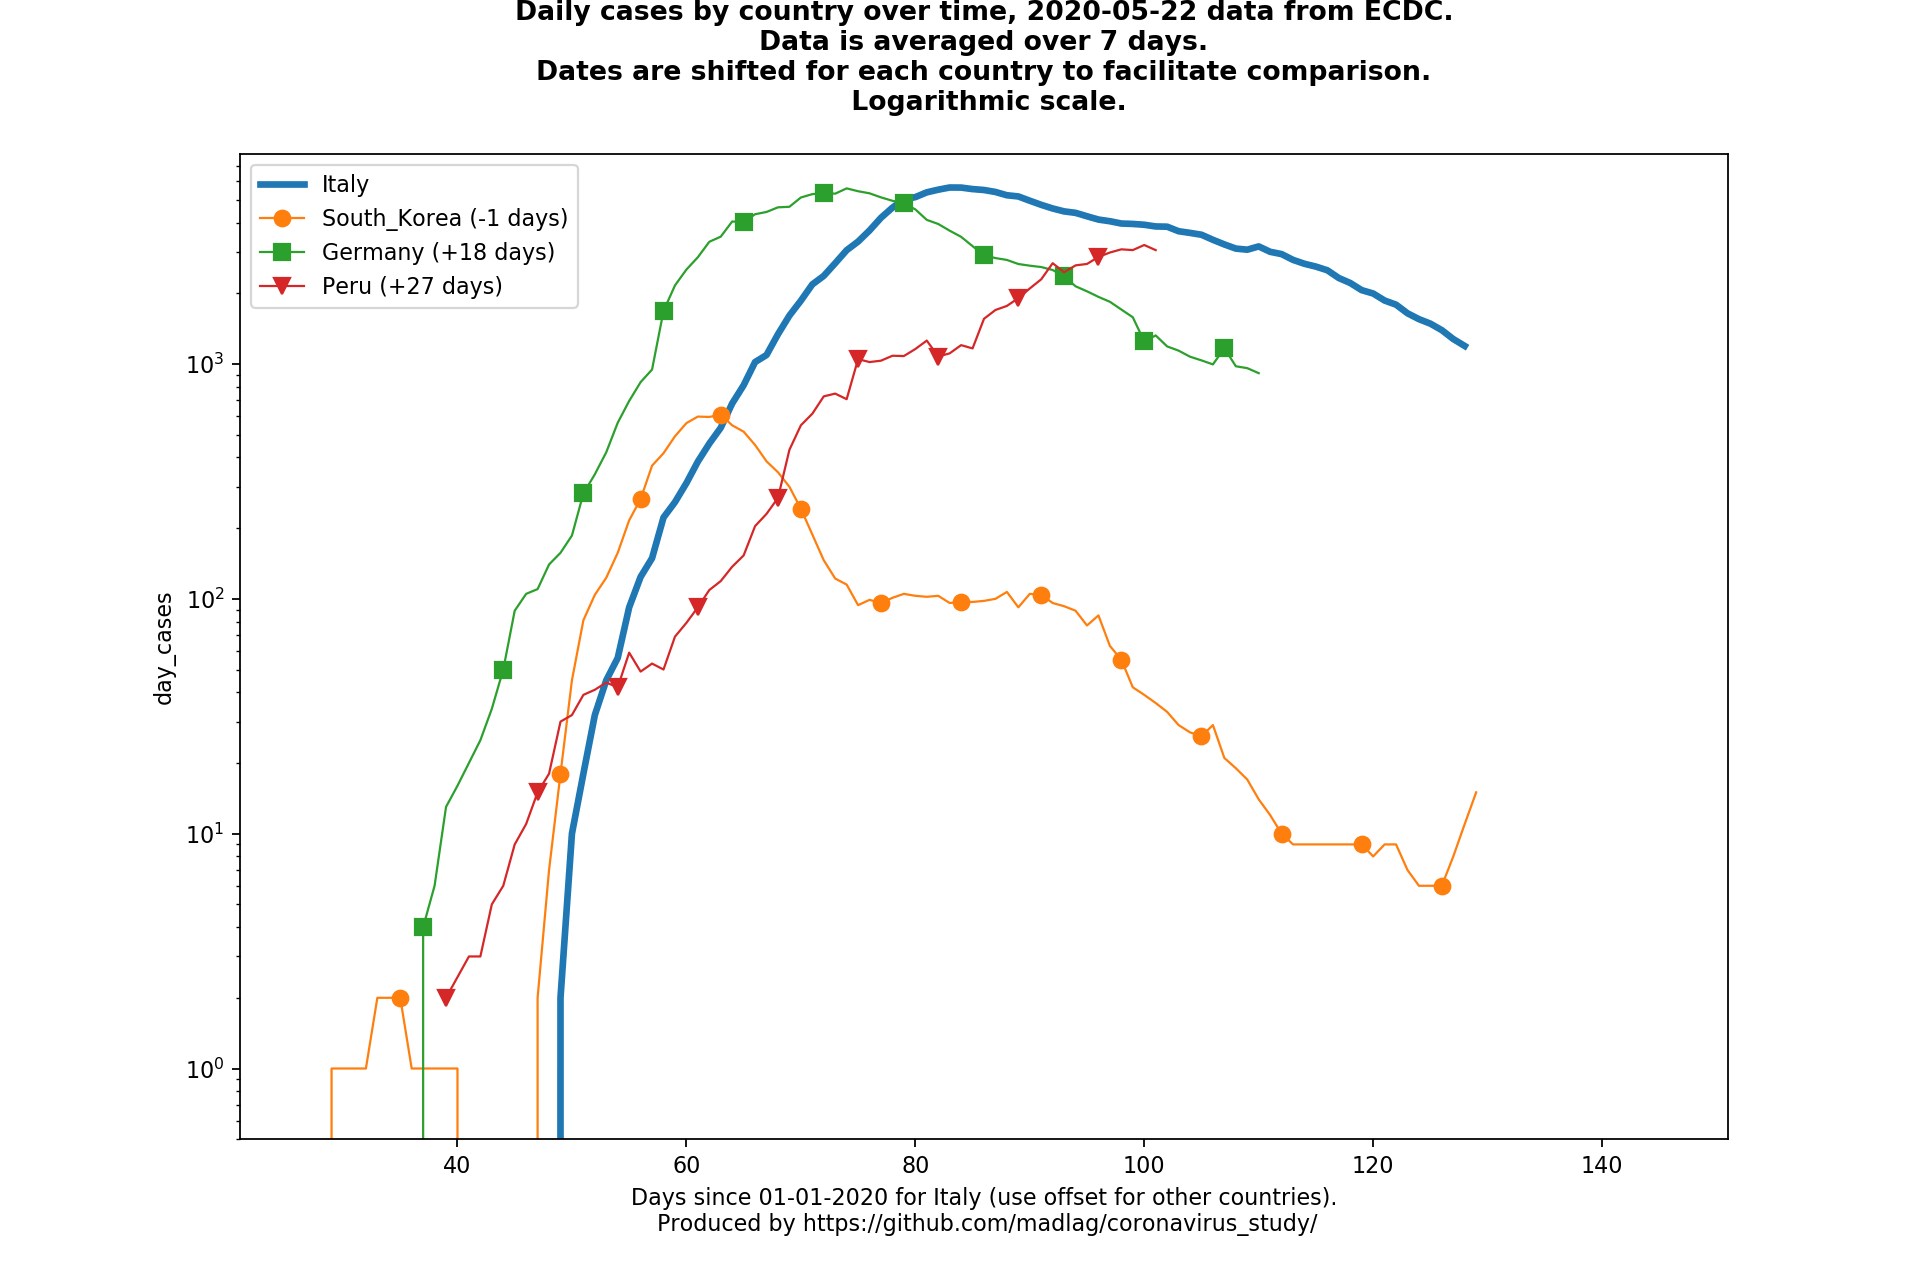 Daily cases by country over time, 2020-05-22 data from ECDC.
Data is averaged over 7 days.
Dates are shifted for each country to facilitate comparison.
Logarithmic scale.
Italy
South_Korea (-1 days)
Germany (+18 days)
Peru (+27 days)
10³
10²
10¹
10⁰
day_cases
40 60 80 100 120 140
Days since 01-01-2020 for Italy (use offset for other countries).
Produced by https://github.com/madlag/coronavirus_study/